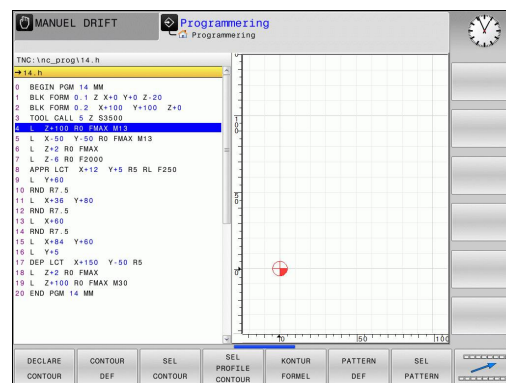 MANUEL DRIFT
Programmering
Programmering
TNC:\nc_prog\14.h
→14.h
0 BEGIN PGM 14 MM
1 BLK FORM 0.1 Z X+0 Y+0 Z-20
2 BLK FORM 0.2 X+100 Y+100 Z+0
3 TOOL CALL 5 Z S3500
4 L Z+100 R0 FMAX M13
5 L X-50 Y-50 R0 FMAX M13
6 L Z+2 R0 FMAX
7 L Z-6 R0 F2000
8 APPR LCT X+12 Y+5 R5 RL F250
9 L Y+60
10 RND R7.5
11 L X+36 Y+80
12 RND R7.5
13 L X+60
14 RND R7.5
15 L X+84 Y+60
16 L Y+5
17 DEP LCT X+150 Y-50 R5
18 L Z+2 R0 FMAX
19 L Z+100 R0 FMAX M30
20 END PGM 14 MM
100
50
0
0
50
100
DECLARE CONTOUR
CONTOUR DEF
SEL CONTOUR
SEL PROFILE CONTOUR
KONTUR FORMEL
PATTERN DEF
SEL PATTERN